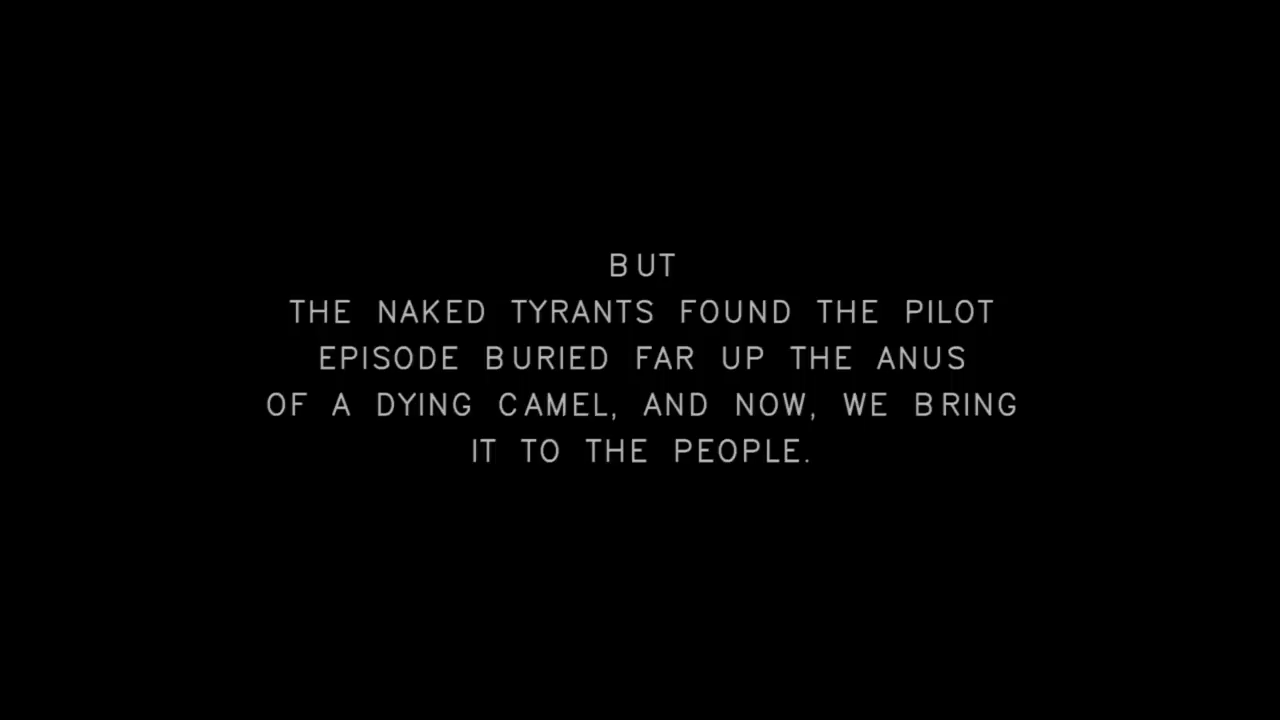 BUT
THE NAKED TYRANTS FOUND THE PILOT
EPISODE BURIED FAR UP THE ANUS
OF A DYING CAMEL, AND NOW, WE BRING
IT TO THE PEOPLE.